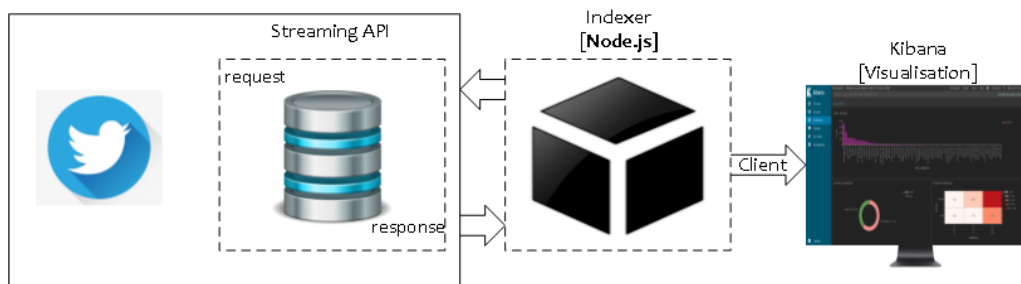 Streaming API
request
response
Indexer
[Node.js]
Client
Kibana
[Visualisation]